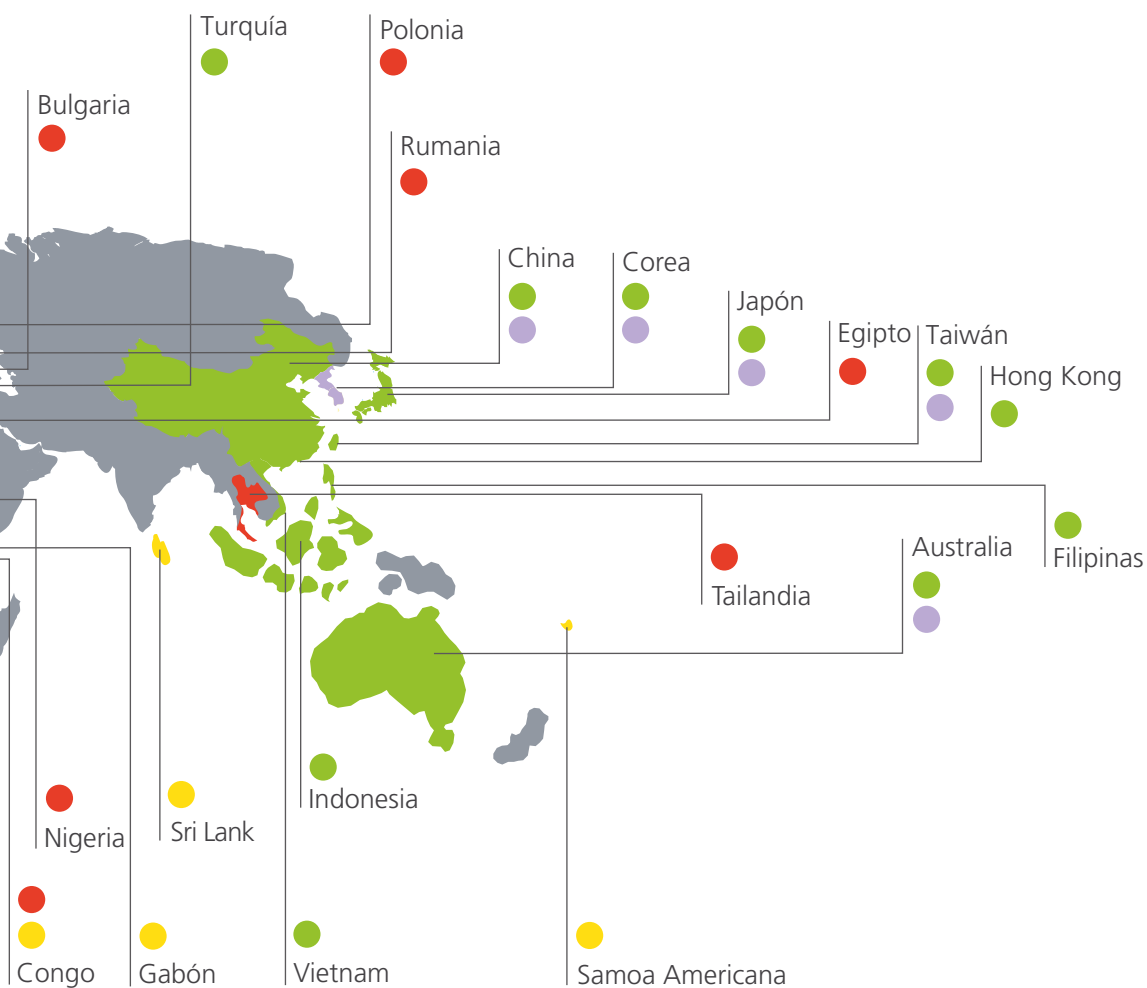 Turquía
Polonia
Bulgaria
Rumania
China
Corea
Japón
Egipto
Taiwán
Hong Kong
Australia
Filipinas
Tailandia
Indonesia
Nigeria
Sri Lank
Congo
Gabón
Vietnam
Samoa Americana